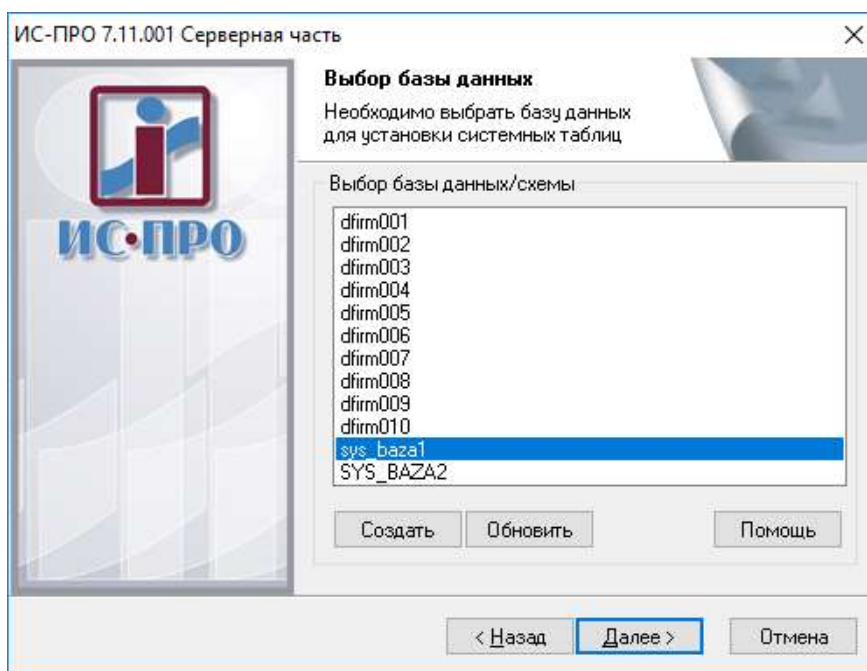 ИС-ПРО 7.11.001 Серверная часть
ИС•ПРО
Выбор базы данных
Необходимо выбрать базу данных
для установки системных таблиц
Выбор базы данных/схемы
dfirm001
dfirm002
dfirm003
dfirm004
dfirm005
dfirm006
dfirm007
dfirm008
dfirm009
dfirm010
sys_baza1
SYS_BAZA2
Создать Обновить Помощь
< Назад Далее > Отмена